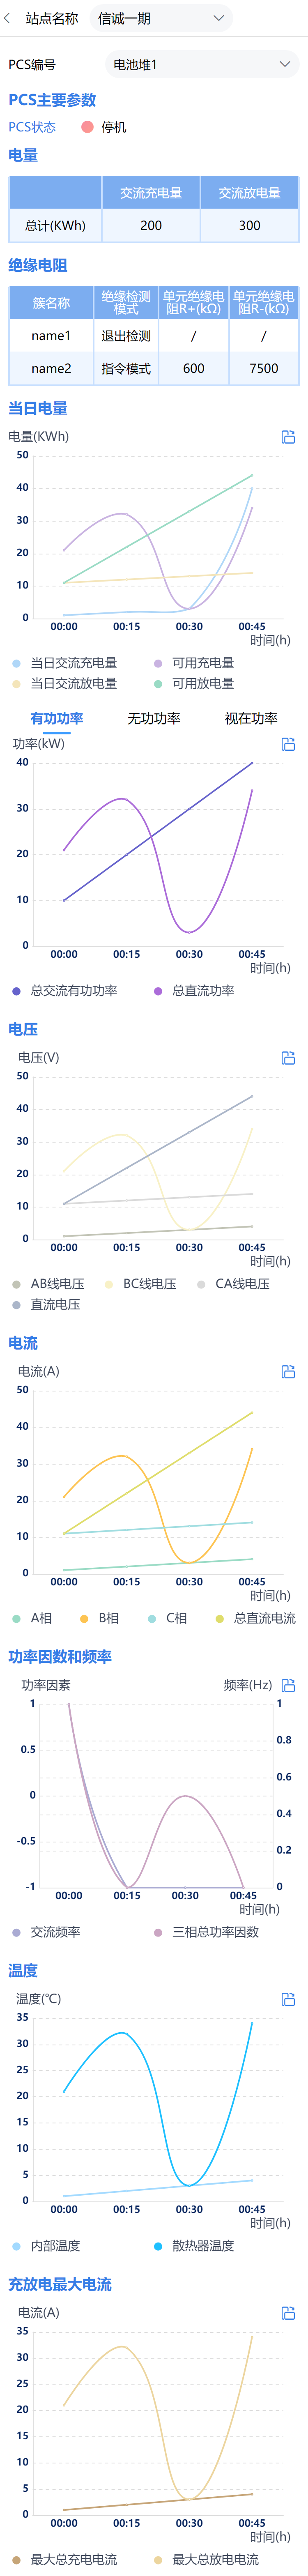 站点名称 信诚一期
PCS编号 电池堆1
PCS主要参数
PCS状态 停机
电量
交流充电量 交流放电量
总计(KWh) 200 300
绝缘电阻
簇名称 绝缘检测模式 单元绝缘电阻R+(kΩ) 单元绝缘电阻R-(kΩ)
name1 退出检测 / /
name2 指令模式 600 7500
当日电量
电量(KWh)
50
40
30
20
10
0
00:00 00:15 00:30 00:45
时间(h)
当日交流充电量 可用充电量
当日交流放电量 可用放电量
有功功率 无功功率 视在功率
功率(kW)
40
30
20
10
0
00:00 00:15 00:30 00:45
时间(h)
总交流有功功率 总直流功率
电压
电压(V)
50
40
30
20
10
0
00:00 00:15 00:30 00:45
时间(h)
AB线电压 BC线电压 CA线电压
直流电压
电流
电流(A)
50
40
30
20
10
0
00:00 00:15 00:30 00:45
时间(h)
A相 B相 C相 总直流电流
功率因数和频率
功率因素 频率(Hz)
1 1
0.8
0.5
0.6
0
0.4
-0.5
0.2
-1 0
00:00 00:15 00:30 00:45
时间(h)
交流频率 三相总功率因数
温度
温度(℃)
35
30
25
20
15
10
5
0
00:00 00:15 00:30 00:45
时间(h)
内部温度 散热器温度
充放电最大电流
电流(A)
35
30
25
20
15
10
5
0
00:00 00:15 00:30 00:45
时间(h)
最大总充电电流 最大总放电电流